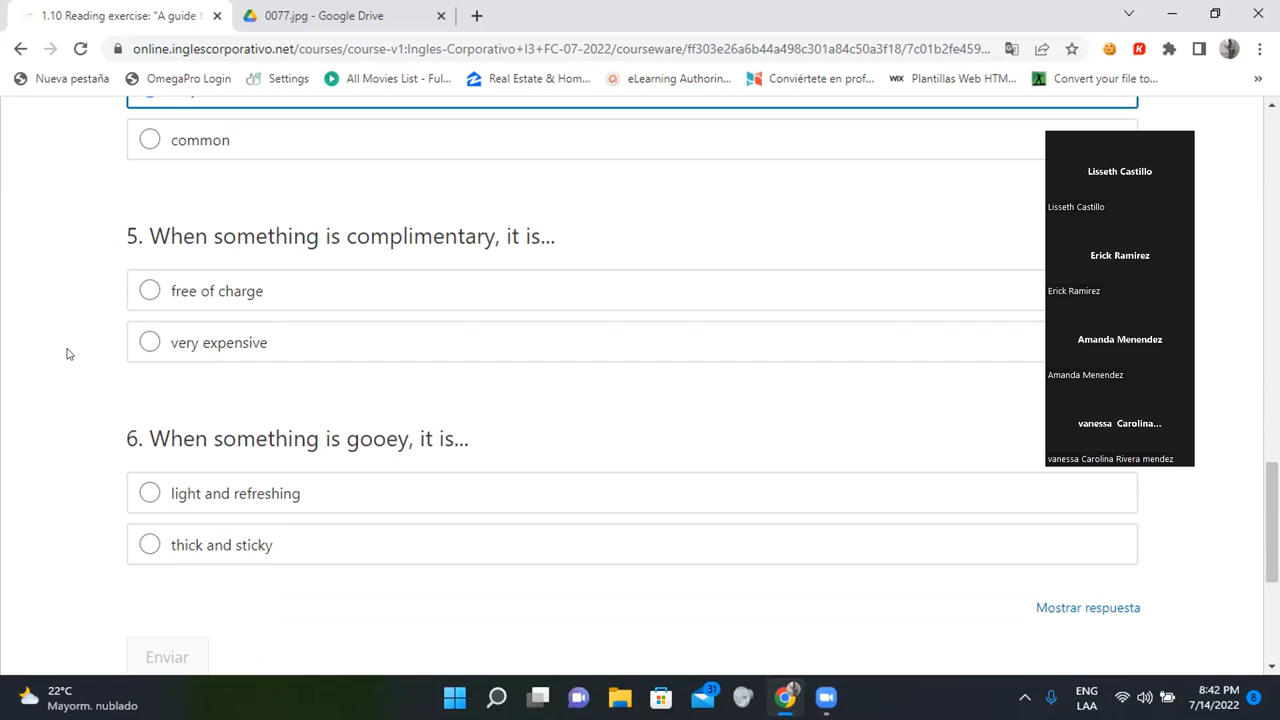 1.10 Reading exercise: "A guide t
0077.jpg - Google Drive
online.inglescorporativo.net/courses/course-v1:Ingles-Corporativo+I3+FC-07-2022/courseware/ff303e26a6b44a498c301a84c50a3f18/7c01b2fe459...
Nueva pestaña
OmegaPro Login
Settings
All Movies List - Ful...
Real Estate & Hom...
eLearning Authorin...
Conviértete en prof...
WIX Plantillas Web HTM...
Convert your file to...
common
5. When something is complimentary, it is...
free of charge
very expensive
6. When something is gooey, it is...
light and refreshing
thick and sticky
Mostrar respuesta
Enviar
Lisseth Castillo
Lisseth Castillo
Erick Ramirez
Erick Ramirez
Amanda Menendez
Amanda Menendez
vanessa Carolina...
vanessa Carolina Rivera mendez
22°C
Mayorm. nublado
31
ENG
LAA
8:42 PM
7/14/2022
8